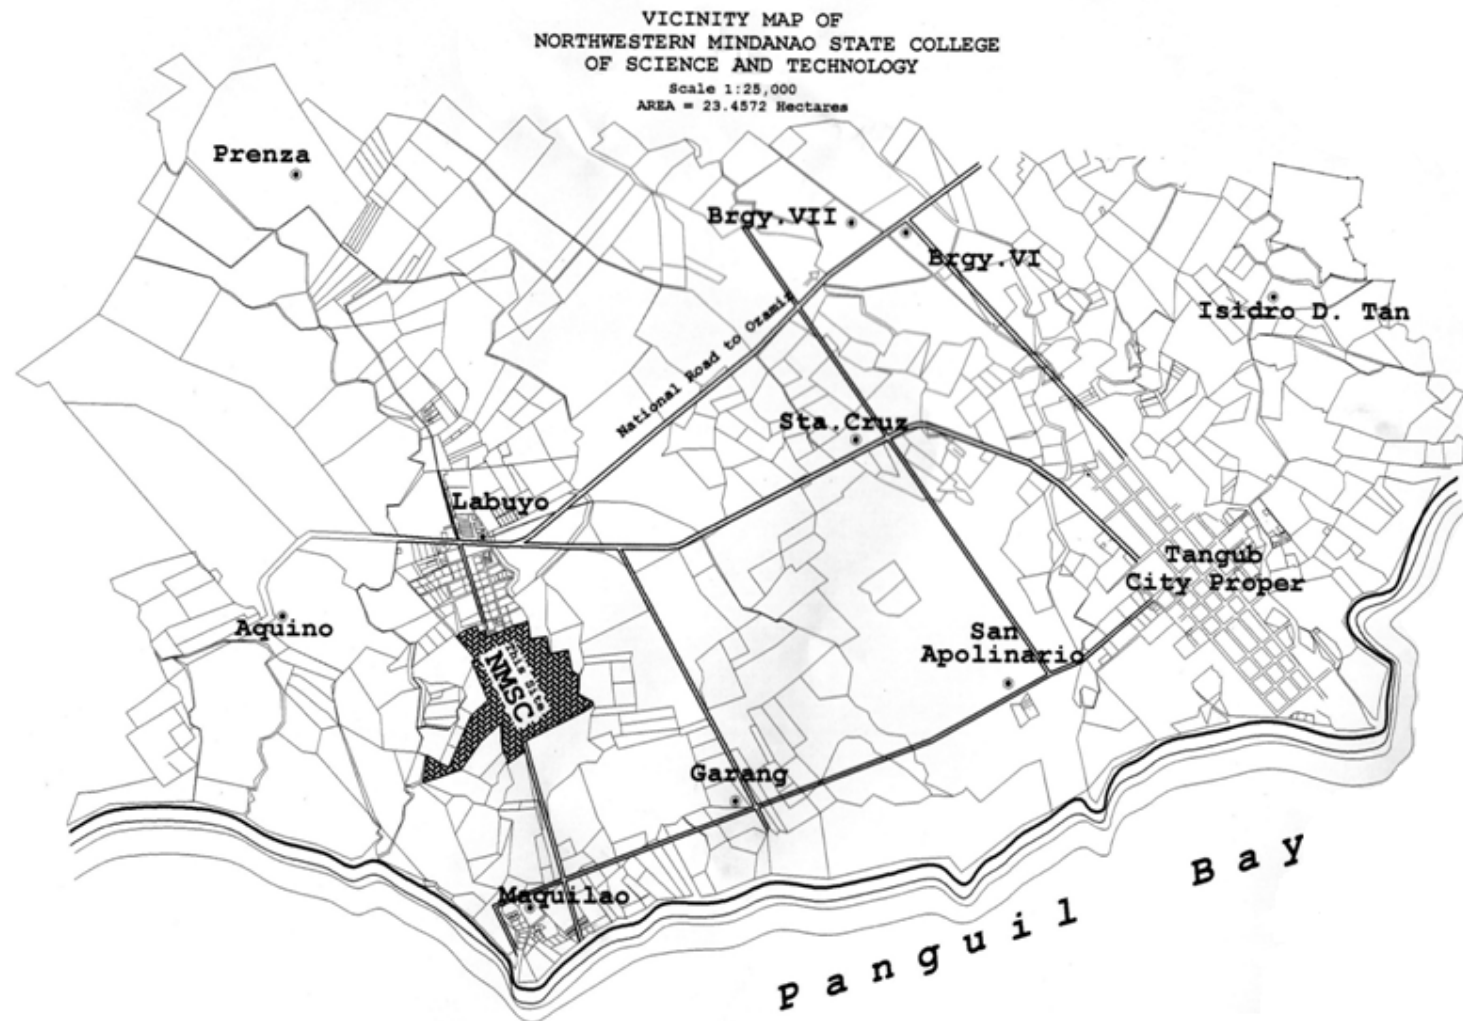 VICINITY MAP OF
NORTHWESTERN MINDANAO STATE COLLEGE
OF SCIENCE AND TECHNOLOGY
Scale 1:25,000
AREA = 23.4572 Hectares
Prenza
Brgy.VII
Brgy.VI
Isidro D. Tan
National Road to Ozamiz
Sta.Cruz
Labuyo
Tangub
City Proper
Aquino
San
Apolinario
This Site
NMSC
Garang
Maquilao
Panguil Bay